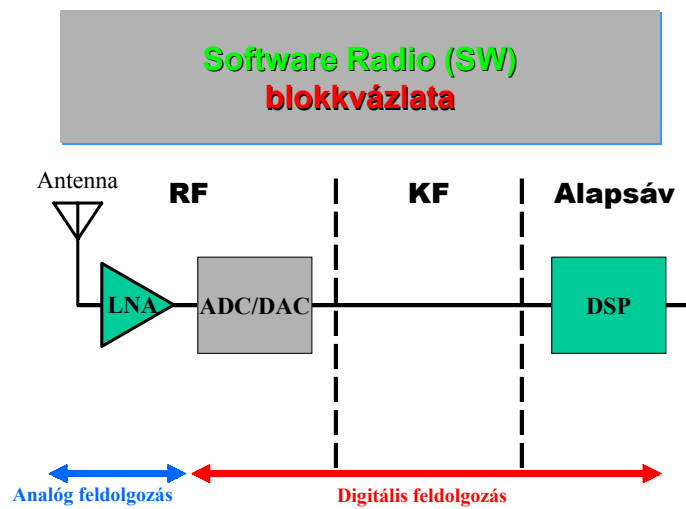 Software Radio (SW)
blokkvázlata
Antenna
RF
KF
Alapsáv
LNA
ADC/DAC
DSP
Analóg feldolgozás
Digitális feldolgozás